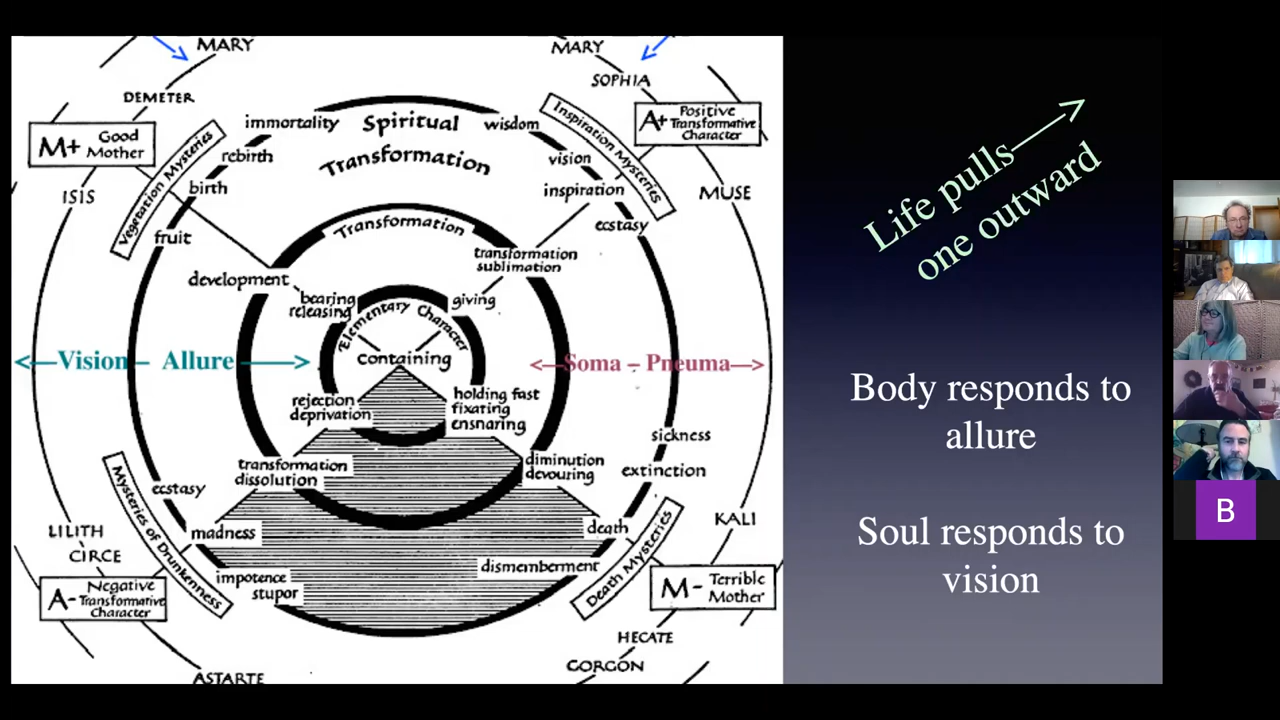 MARY
MARY
SOPHIA
DEMETER
M+ Good
Mother
A+ Positive
Transformative
Character
Vegetation Mysteries
Inspiration Mysteries
immortality
Spiritual
wisdom
Transformation
rebirth
vision
birth
inspiration
ISIS
MUSE
fruit
ecstasy
Transformation
development
transformation
sublimation
bearing
releasing
giving
Elementary Character
Containing
←Vision – Allure →
←Soma – Pneuma→
rejection
deprivation
holding fast
fixating
ensnaring
sickness
transformation
dissolution
diminution
devouring
extinction
ecstasy
madness
death
Mysteries of Drunkenness
Death Mysteries
LILITH
CIRCE
KALI
impotence
stupor
dismemberment
A- Negative
Transformative
Character
M- Terrible
Mother
HECATE
GORGON
ASTARTE
Life pulls→
one outward
Body responds to
allure
Soul responds to
vision
B